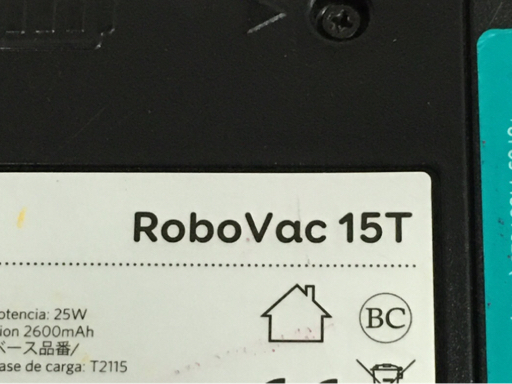 RoboVac 15T
otencia: 25W
ion 2600mAh
ベース品番/
ase de carga: T2115
BC